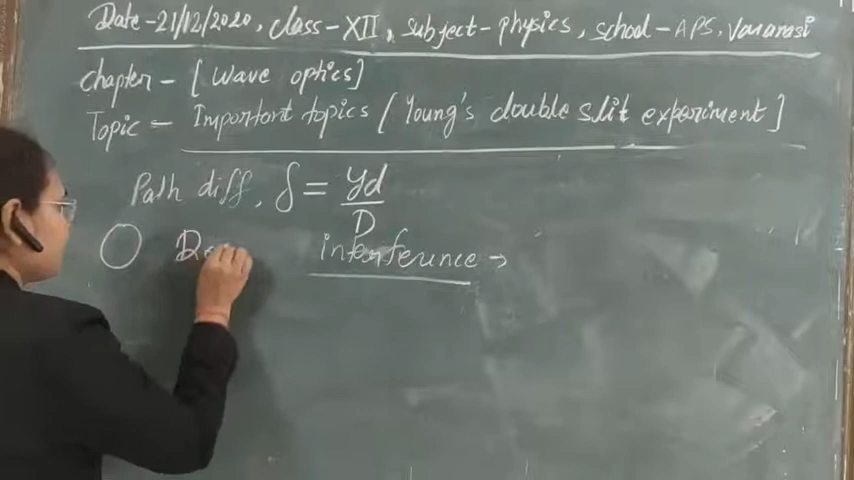 Date-21/12/2020, class-XII, subject-physics, school-APS, Varanasi
chapter - [wave optics]
Topic - Important topics [Young's double slit experiment]
Path diff, δ = yd/D
interference →